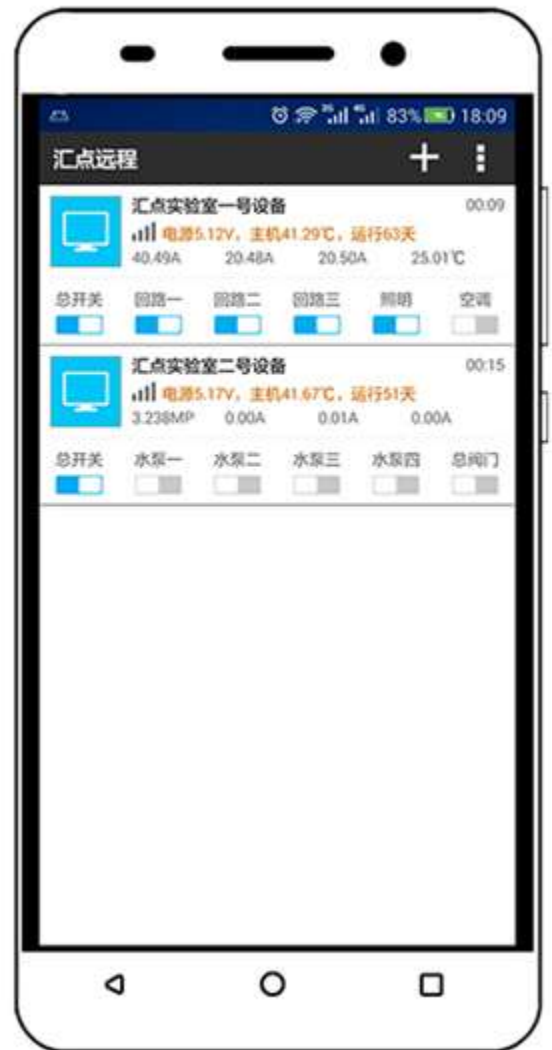 83% 18:09
汇点远程
汇点实验室一号设备 00:09
电源5.12V，主机41.29℃，运行63天
40.49A 20.48A 20.50A 25.01℃
总开关 回路一 回路二 回路三 照明 空调
汇点实验室二号设备 00:15
电源5.17V，主机41.67℃，运行51天
3.238MP 0.00A 0.01A 0.00A
总开关 水泵一 水泵二 水泵三 水泵四 总阀门